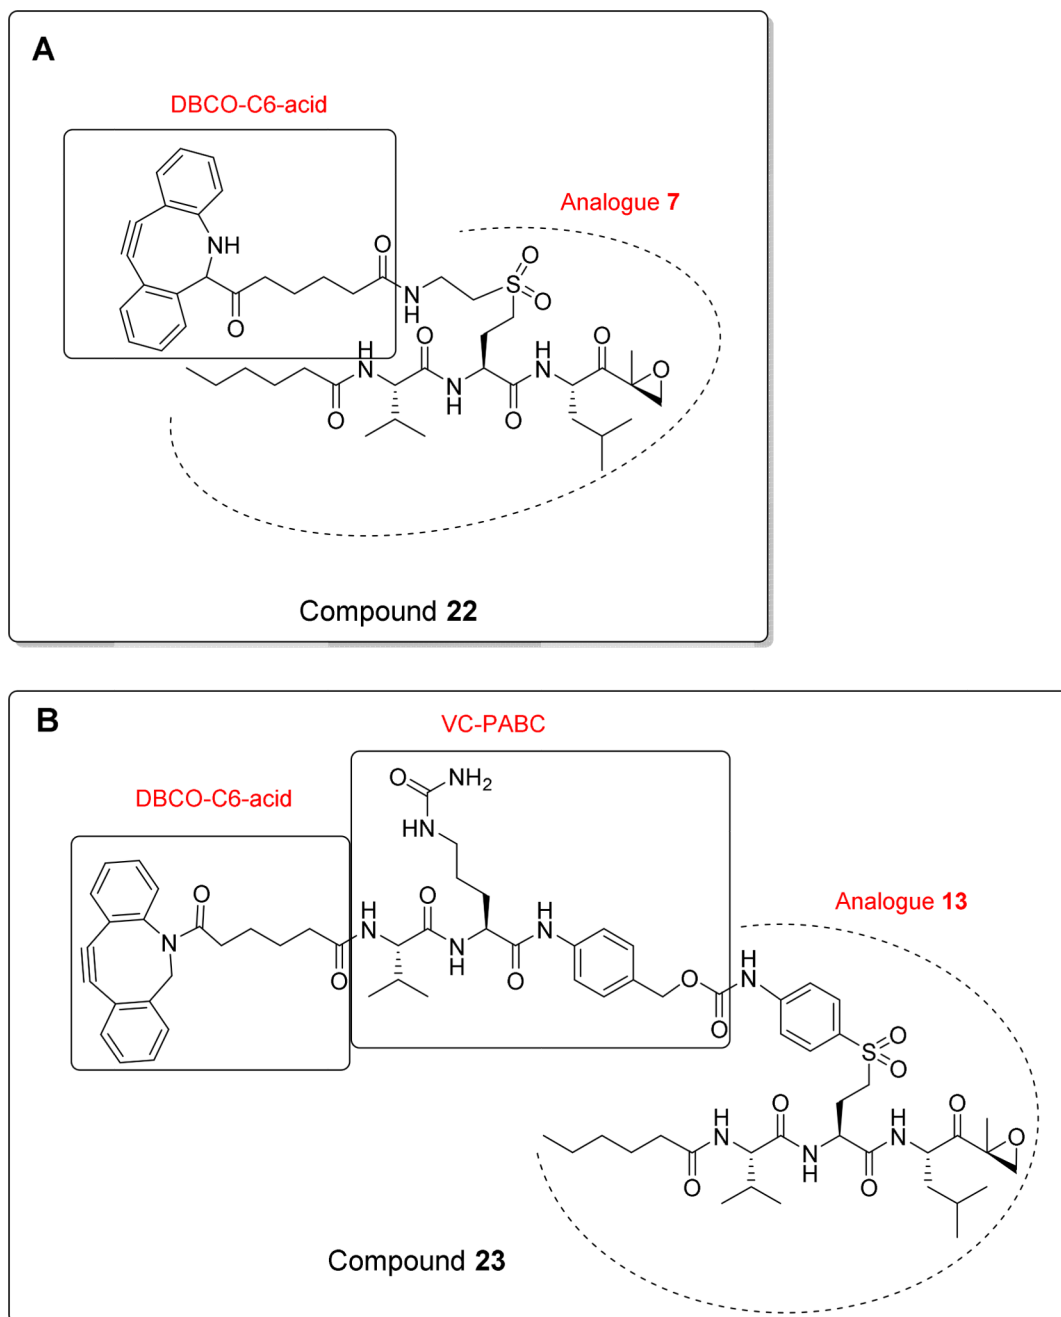 A
DBCO-C6-acid
Analogue 7
NH
O
O
N
H
S
O
O
O
H
N
O
O
N
H
O
H
N
O
O
Compound 22
B
VC-PABC
DBCO-C6-acid
O
NH2
HN
Analogue 13
N
O
O
H
N
O
N
H
O
H
N
O
O
H
N
S
O
O
O
H
N
O
N
H
O
H
N
O
O
Compound 23